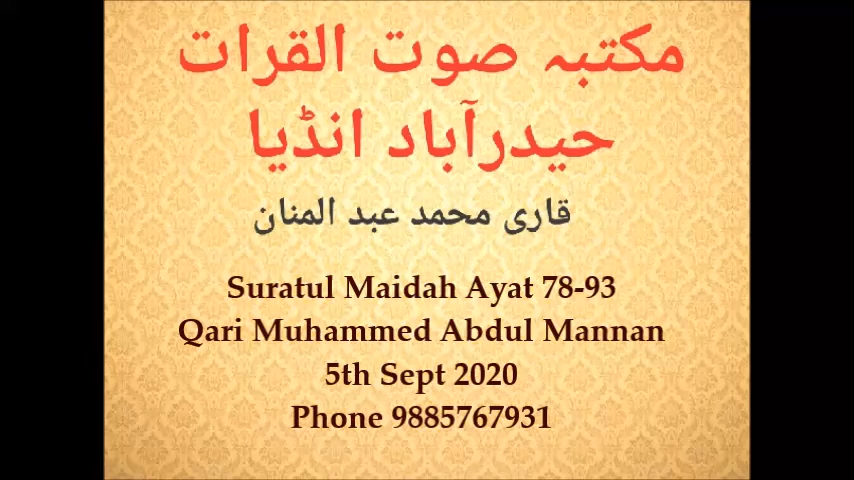 مکتبہ صوت القرات
حیدرآباد انڈیا
قاری محمد عبد المنان
Suratul Maidah Ayat 78-93
Qari Muhammed Abdul Mannan
5th Sept 2020
Phone 9885767931